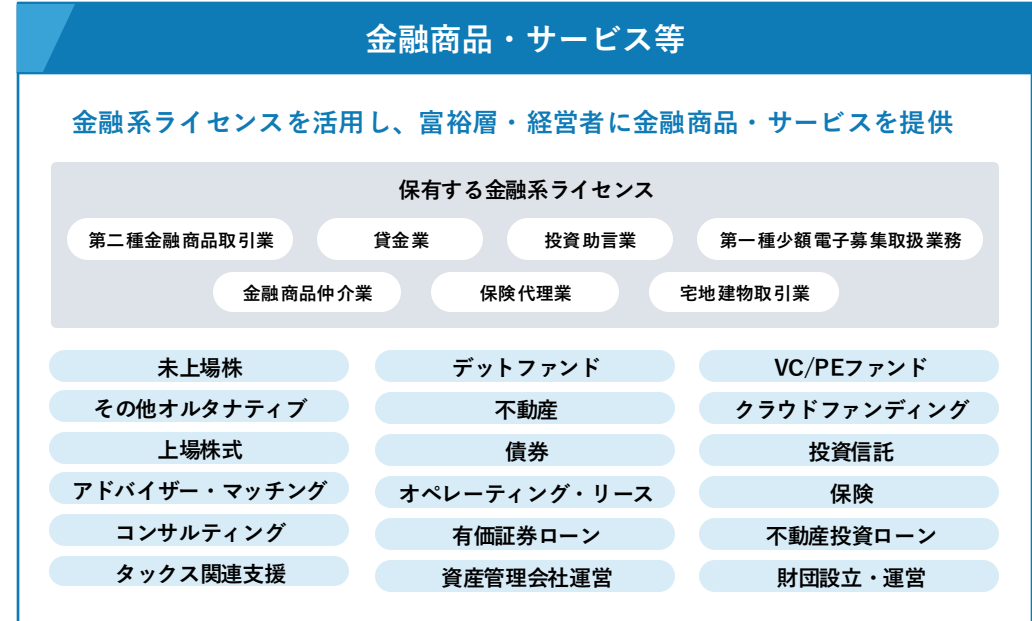 金融商品・サービス等
金融系ライセンスを活用し、富裕層・経営者に金融商品・サービスを提供
保有する金融系ライセンス
第二種金融商品取引業 貸金業 投資助言業 第一種少額電子募集取扱業務
金融商品仲介業 保険代理業 宅地建物取引業
未上場株 デットファンド VC/PEファンド
その他オルタナティブ 不動産 クラウドファンディング
上場株式 債券 投資信託
アドバイザー・マッチング オペレーティング・リース 保険
コンサルティング 有価証券ローン 不動産投資ローン
タックス関連支援 資産管理会社運営 財団設立・運営